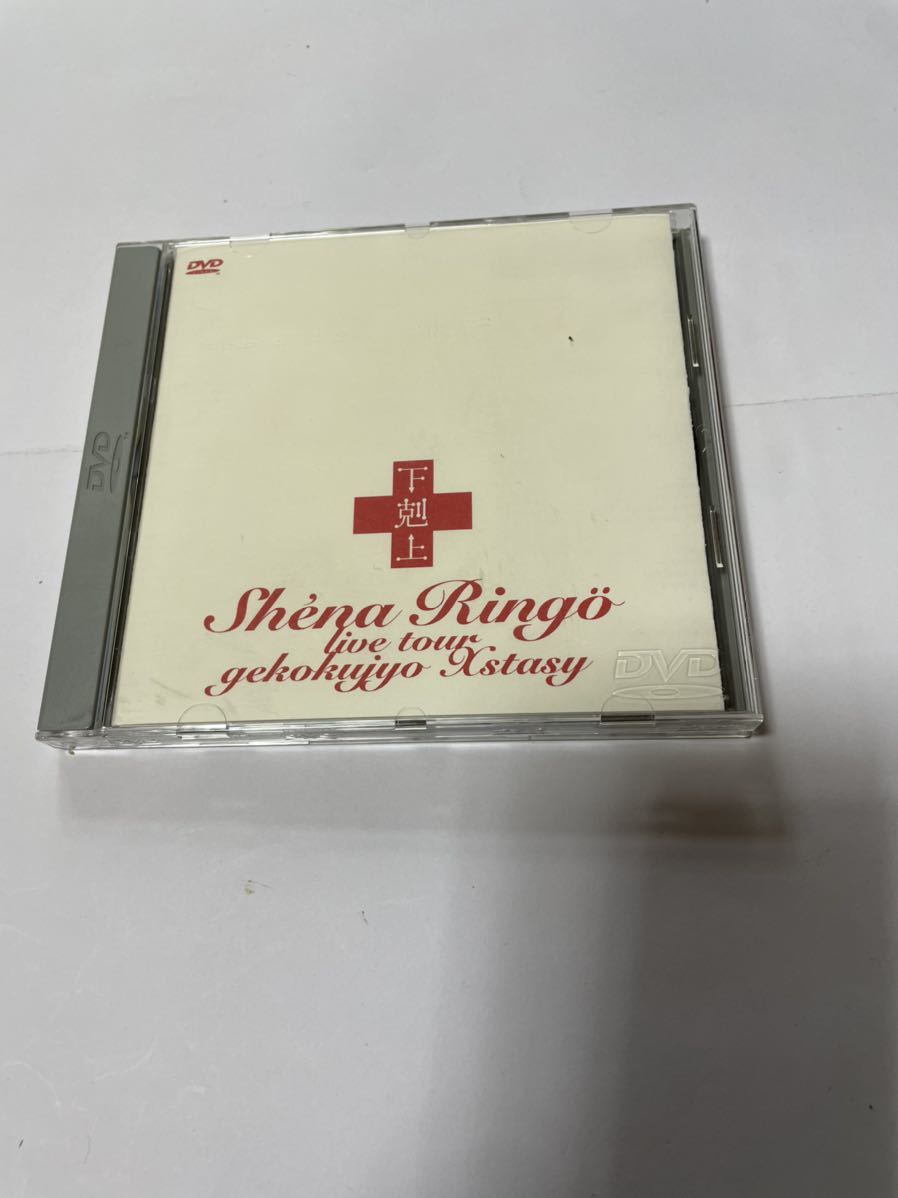 DVD
DVD
下剋上
Shéna Ringö
live tour
gekokujyo Xstasy
DVD